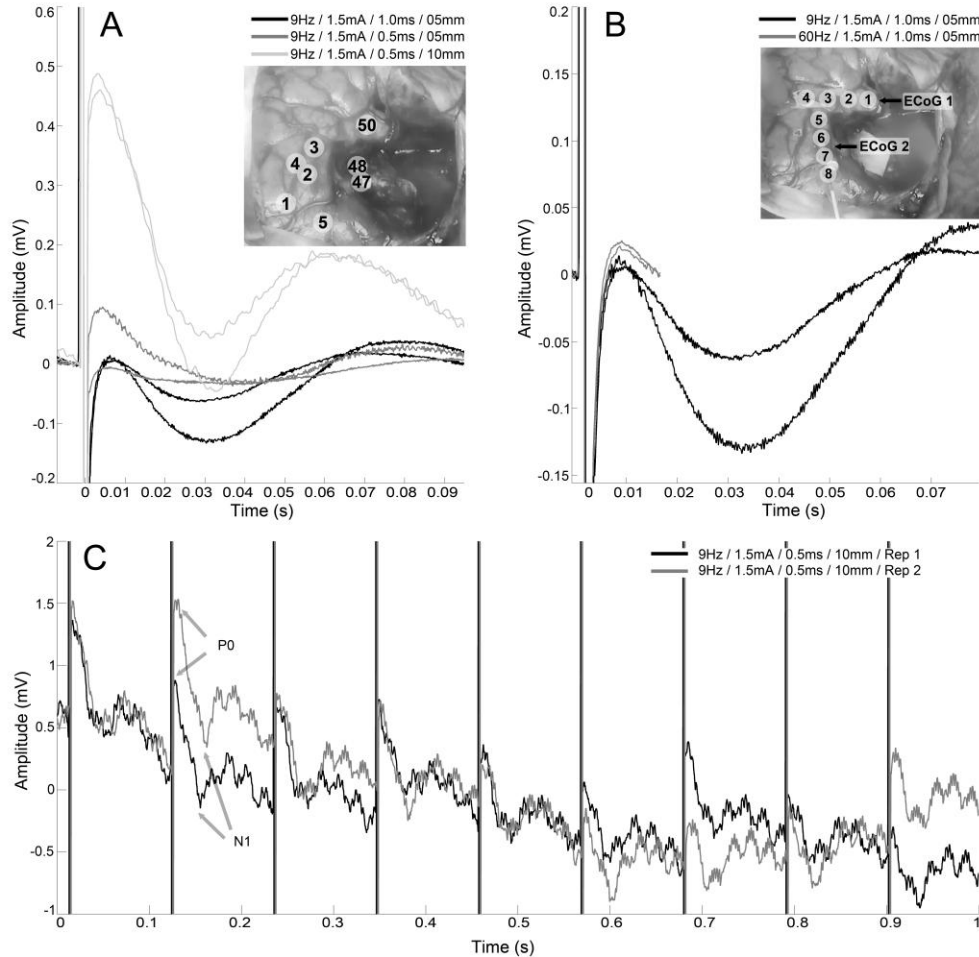 A
9Hz / 1.5mA / 1.0ms / 05mm
9Hz / 1.5mA / 0.5ms / 05mm
9Hz / 1.5mA / 0.5ms / 10mm
0.6
0.5
0.4
0.3
0.2
0.1
0
-0.1
-0.2
Amplitude (mV)
50
3
4
2
48
47
1
5
0 0.01 0.02 0.03 0.04 0.05 0.06 0.07 0.08 0.09
Time (s)
B
9Hz / 1.5mA / 1.0ms / 05mm
60Hz / 1.5mA / 1.0ms / 05mm
0.2
0.15
0.1
0.05
0
-0.05
-0.1
-0.15
Amplitude (mV)
4 3 2 1 ECoG 1
5
6 ECoG 2
7
8
0 0.01 0.02 0.03 0.04 0.05 0.06 0.07
Time (s)
C
9Hz / 1.5mA / 0.5ms / 10mm / Rep 1
9Hz / 1.5mA / 0.5ms / 10mm / Rep 2
2
1.5
1
0.5
0
-0.5
-1
Amplitude (mV)
P0
N1
0 0.1 0.2 0.3 0.4 0.5 0.6 0.7 0.8 0.9 1
Time (s)